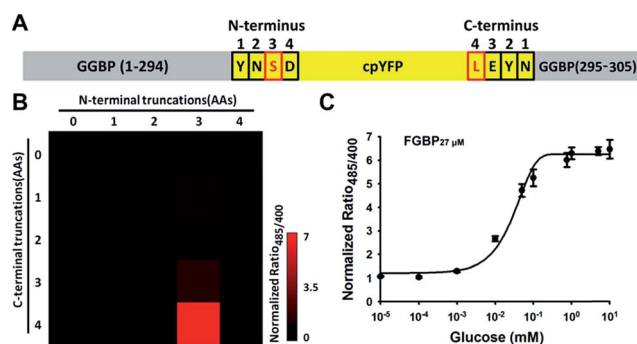 A
N-terminus
C-terminus
1 2 3 4
4 3 2 1
GGBP (1-294) Y N S D cpYFP L E Y N GGBP(295-305)
B
N-terminal truncations(AAs)
0 1 2 3 4
C-terminal truncations(AAs)
0
1
2
3
4
Normalized Ratio485/400
7
3.5
0
C
FGBP27 μM
Normalized Ratio485/400
7
6
5
4
3
2
1
0
10-5 10-4 10-3 10-2 10-1 100 101
Glucose (mM)